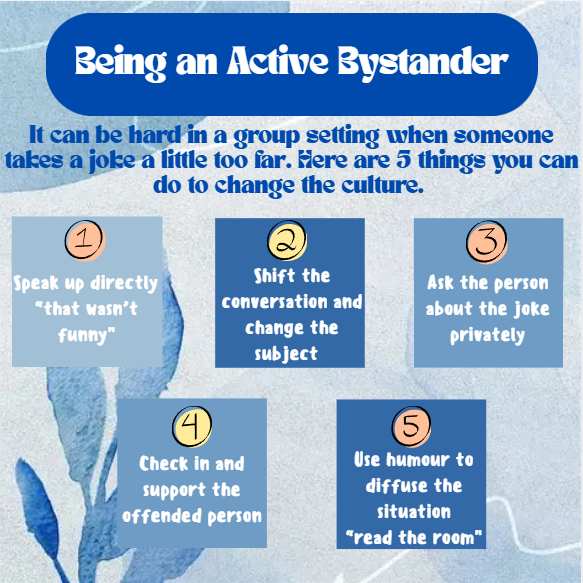 Being an Active Bystander
It can be hard in a group setting when someone
takes a joke a little too far. Here are 5 things you can
do to change the culture.
1
Speak up directly
"that wasn't
funny"
2
Shift the
conversation and
change the
subject
3
Ask the person
about the joke
privately
4
Check in and
support the
offended person
5
Use humour to
diffuse the
situation
"read the room"